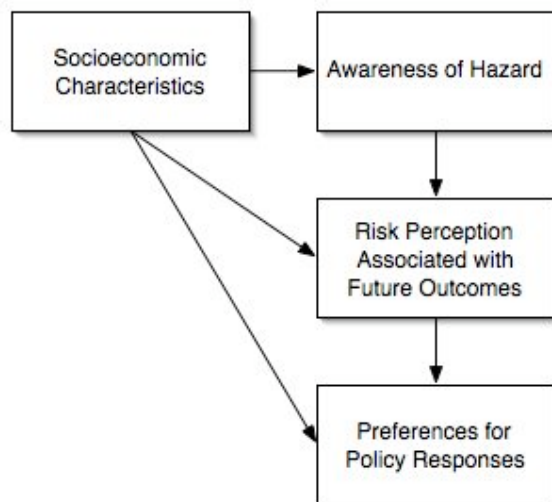 Socioeconomic
Characteristics
Awareness of Hazard
Risk Perception
Associated with
Future Outcomes
Preferences for
Policy Responses